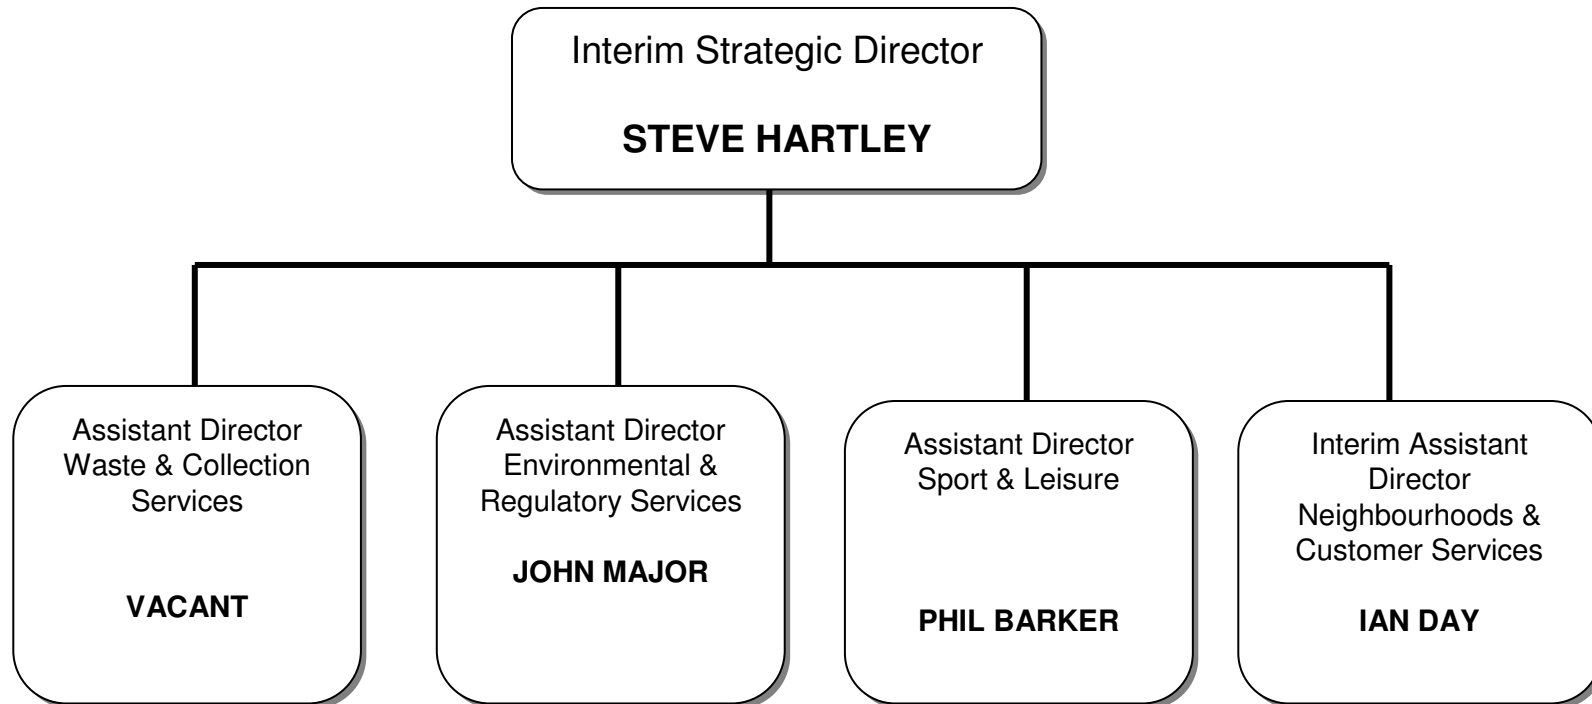 Interim Strategic Director
STEVE HARTLEY
Assistant Director
Waste & Collection
Services
VACANT
Assistant Director
Environmental &
Regulatory Services
JOHN MAJOR
Assistant Director
Sport & Leisure
PHIL BARKER
Interim Assistant
Director
Neighbourhoods &
Customer Services
IAN DAY